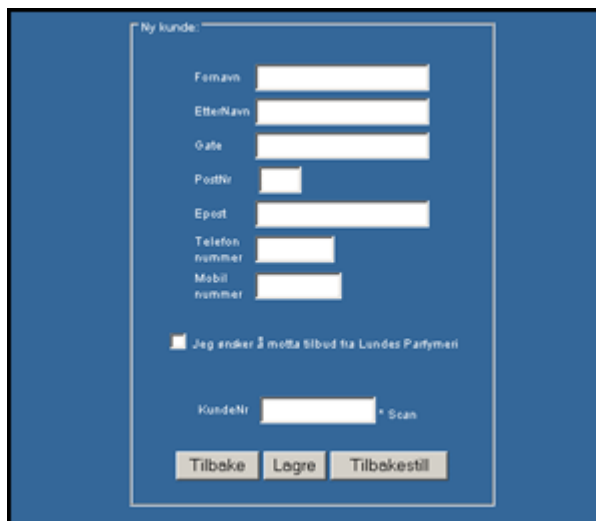 Ny kunde:
Fornavn
EtterNavn
Gate
PostNr
Epost
Telefon
nummer
Mobil
nummer
Jeg ønsker å motta tilbud fra Lundes Parfymeri
KundeNr * Scan
Tilbake Lagre Tilbakestill